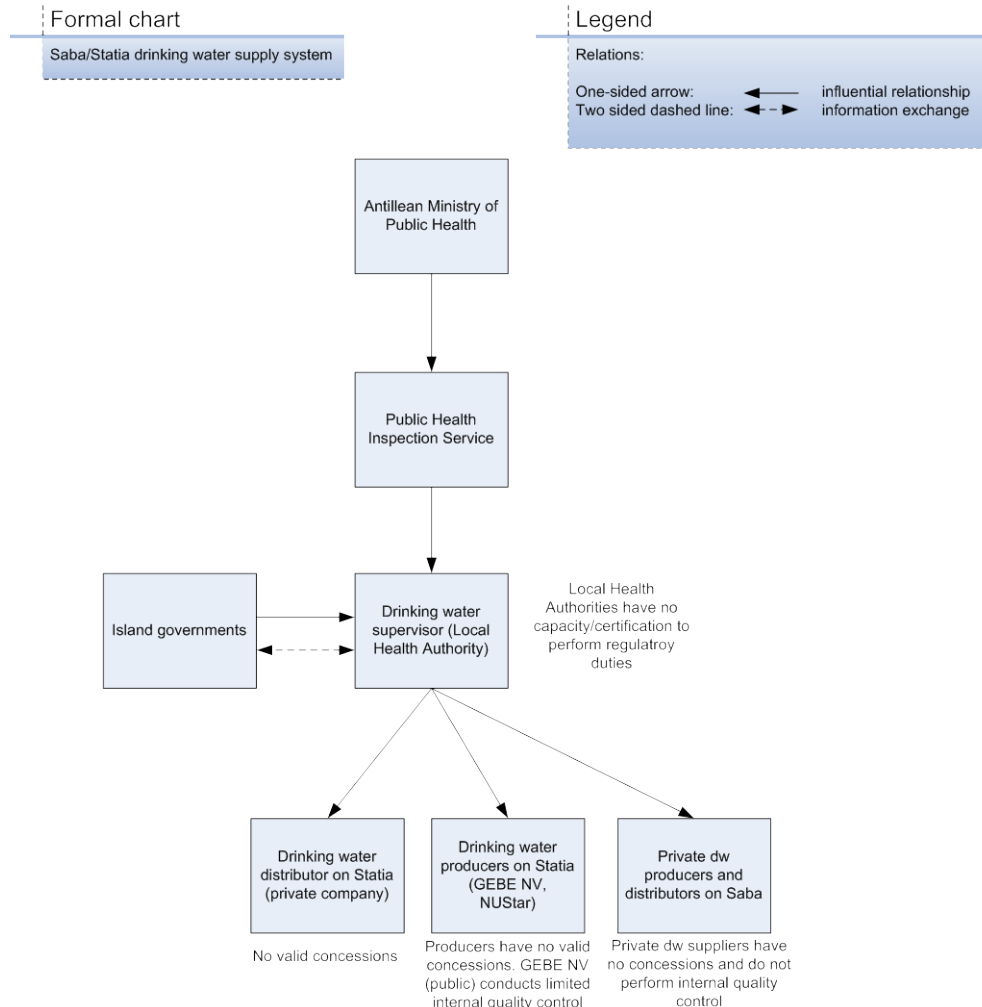 Formal chart
Saba/Statia drinking water supply system
Legend
Relations:
One-sided arrow: influential relationship
Two sided dashed line: information exchange
Antillean Ministry of
Public Health
Public Health
Inspection Service
Island governments
Drinking water
supervisor (Local
Health Authority)
Local Health
Authorities have no
capacity/certification to
perform regulatroy
duties
Drinking water
distributor on Statia
(private company)
No valid concessions
Drinking water
producers on Statia
(GEBE NV,
NUStar)
Producers have no valid
concessions. GEBE NV
(public) conducts limited
internal quality control
Private dw
producers and
distributors on Saba
Private dw suppliers have
no concessions and do not
perform internal quality
control